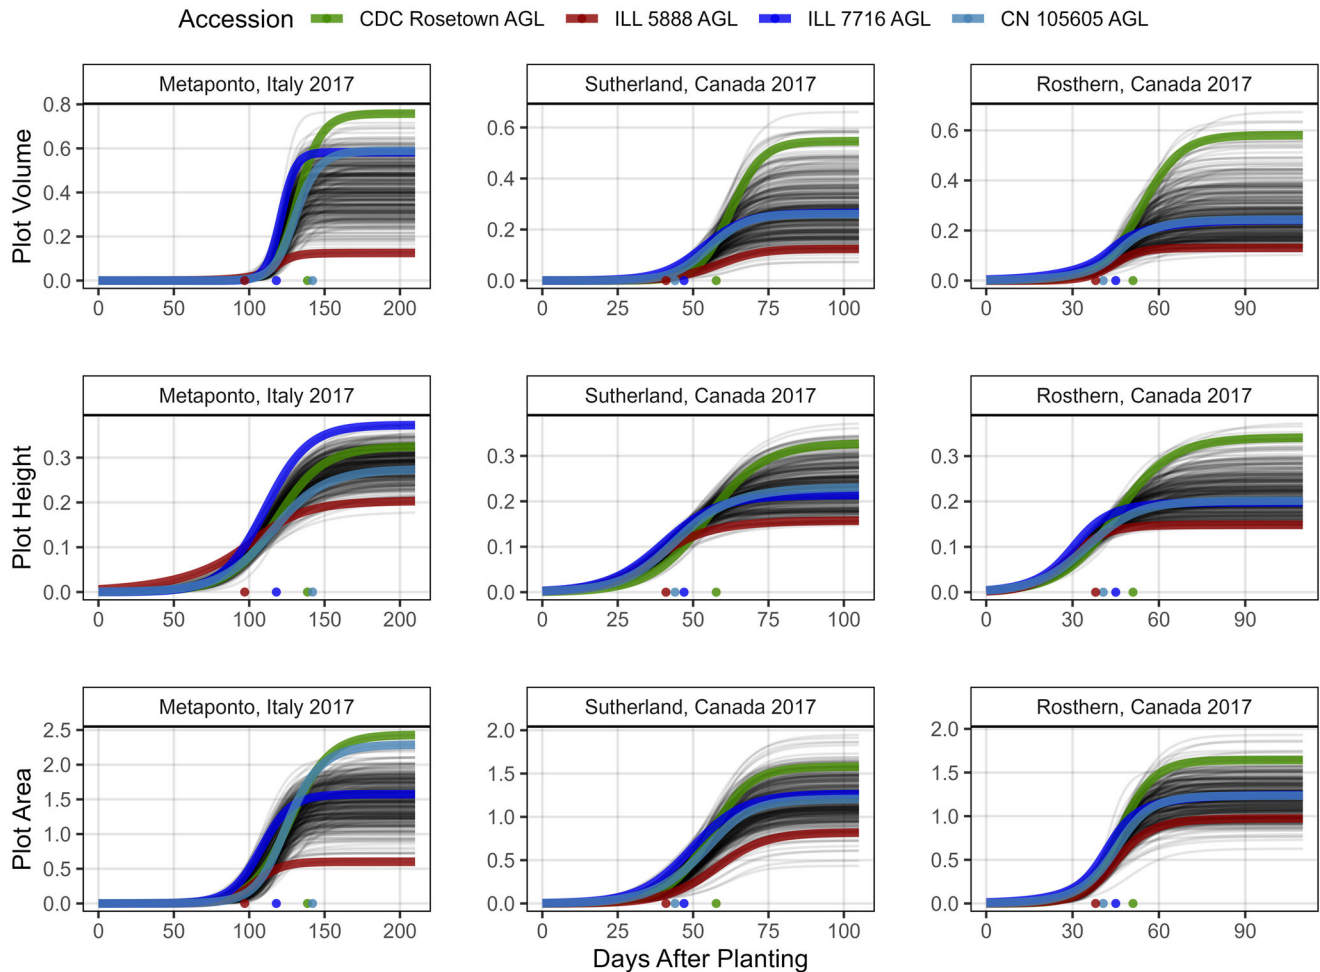 Accession CDC Rosetown AGL ILL 5888 AGL ILL 7716 AGL CN 105605 AGL
Metaponto, Italy 2017
Sutherland, Canada 2017
Rosthern, Canada 2017
Plot Volume
0.8
0.6
0.4
0.2
0.0
0 50 100 150 200
0.6
0.4
0.2
0.0
0 25 50 75 100
0.6
0.4
0.2
0.0
0 30 60 90
Metaponto, Italy 2017
Sutherland, Canada 2017
Rosthern, Canada 2017
Plot Height
0.3
0.2
0.1
0.0
0 50 100 150 200
0.3
0.2
0.1
0.0
0 25 50 75 100
0.3
0.2
0.1
0.0
0 30 60 90
Metaponto, Italy 2017
Sutherland, Canada 2017
Rosthern, Canada 2017
Plot Area
2.5
2.0
1.5
1.0
0.5
0.0
0 50 100 150 200
2.0
1.5
1.0
0.5
0.0
0 25 50 75 100
2.0
1.5
1.0
0.5
0.0
0 30 60 90
Days After Planting